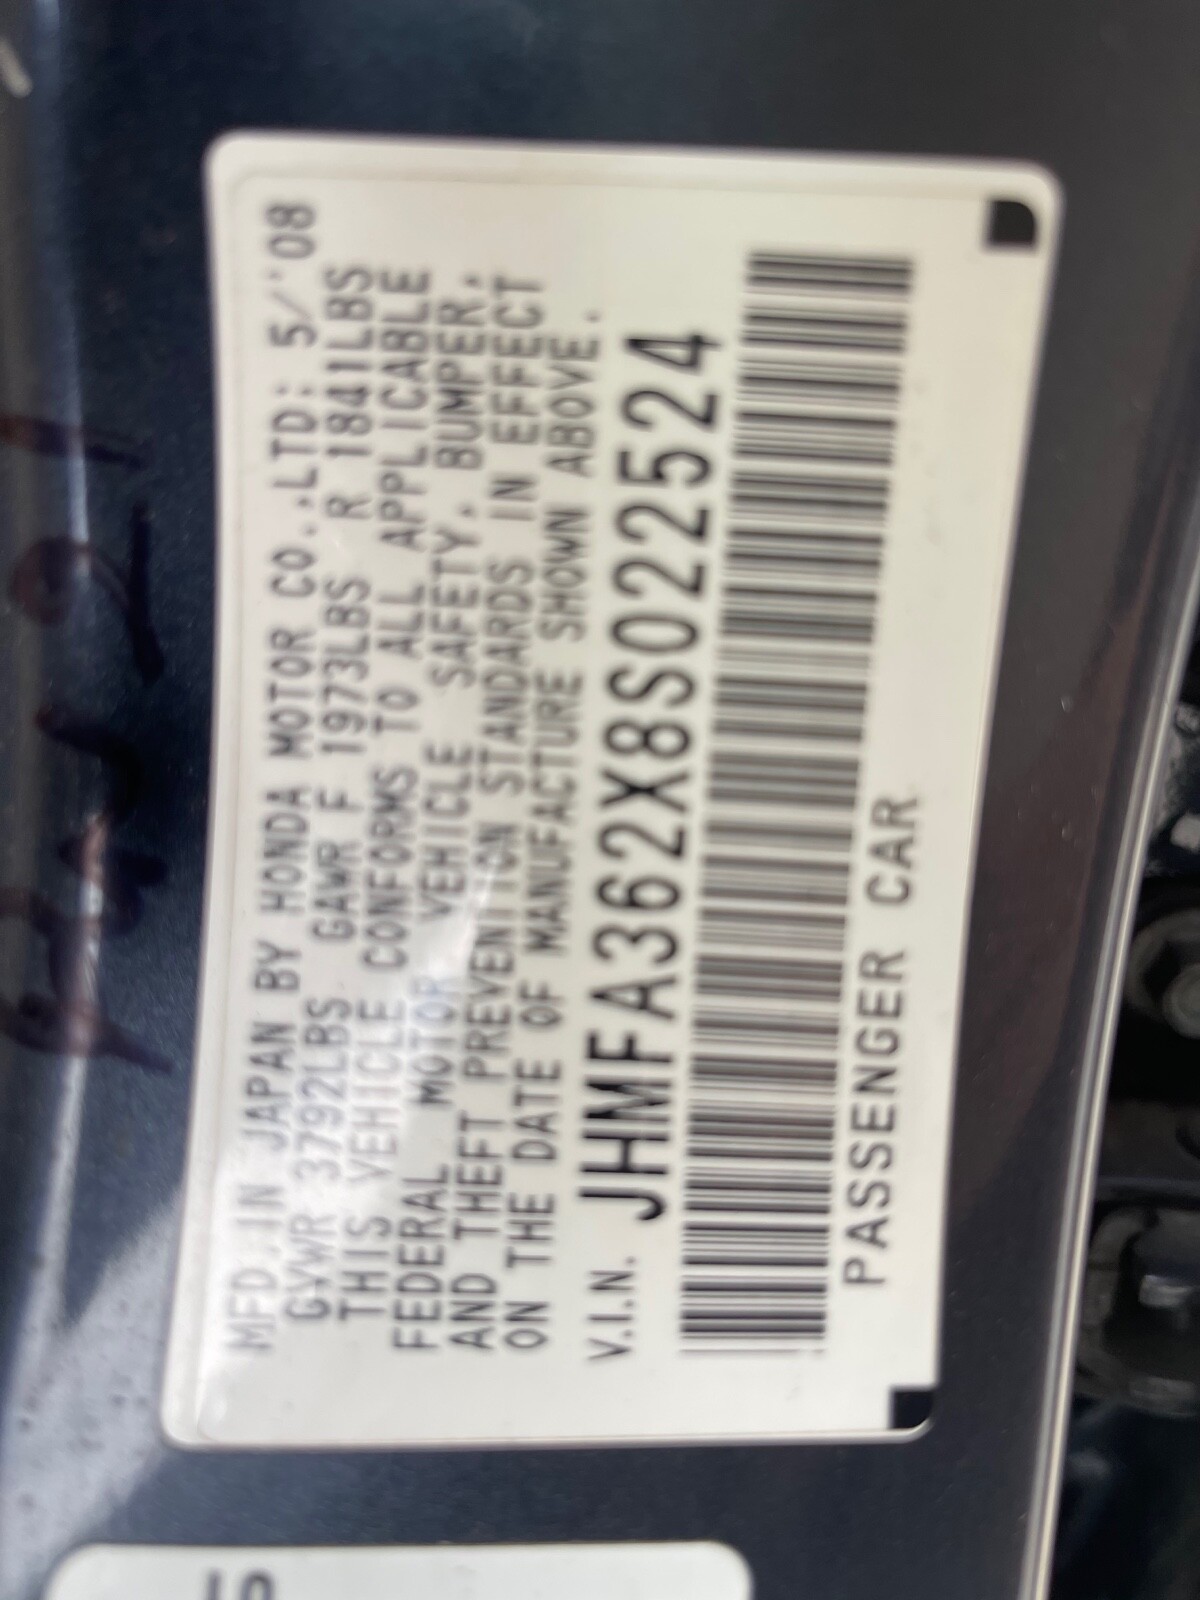 MFD.IN JAPAN BY HONDA MOTOR CO.,LTD: 5/'08
GVWR 3792LBS GAWR F 1973LBS R 1841LBS
THIS VEHICLE CONFORMS TO ALL APPLICABLE
FEDERAL MOTOR VEHICLE SAFETY, BUMPER,
AND THEFT PREVENTION STANDARDS IN EFFECT
ON THE DATE OF MANUFACTURE SHOWN ABOVE.
V.I.N. JHMFA362X8S022524
PASSENGER CAR